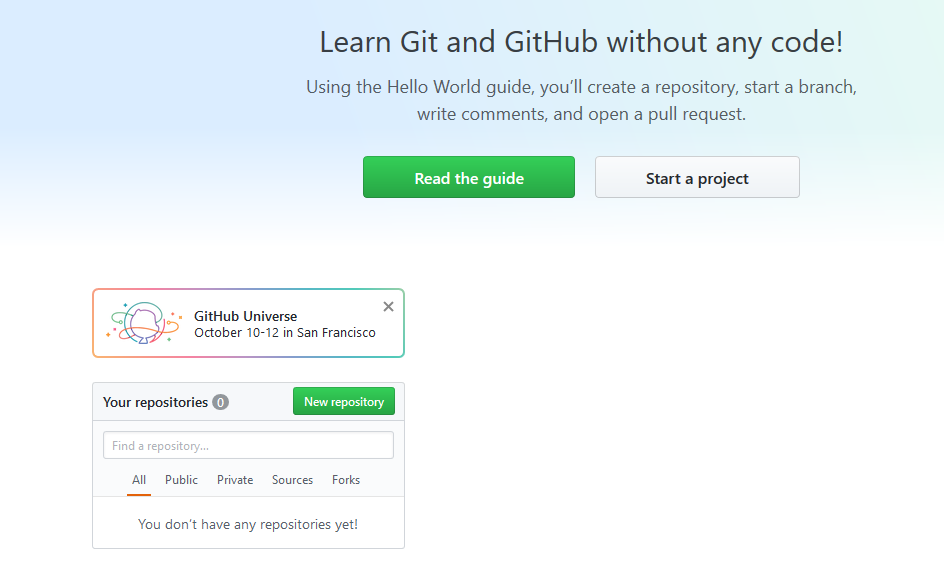 Learn Git and GitHub without any code!
Using the Hello World guide, you’ll create a repository, start a branch,
write comments, and open a pull request.
Read the guide
Start a project
GitHub Universe
October 10-12 in San Francisco
Your repositories 0
New repository
Find a repository...
All Public Private Sources Forks
You don’t have any repositories yet!